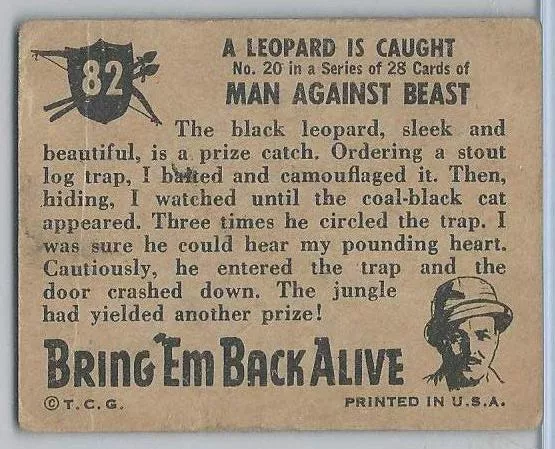 82
A LEOPARD IS CAUGHT
No. 20 in a Series of 28 Cards of
MAN AGAINST BEAST
The black leopard, sleek and
beautiful, is a prize catch. Ordering a stout
log trap, I baited and camouflaged it. Then,
hiding, I watched until the coal-black cat
appeared. Three times he circled the trap. I
was sure he could hear my pounding heart.
Cautiously, he entered the trap and the
door crashed down. The jungle
had yielded another prize!
BRING 'EM BACK ALIVE
© T.C.G.
PRINTED IN U.S.A.